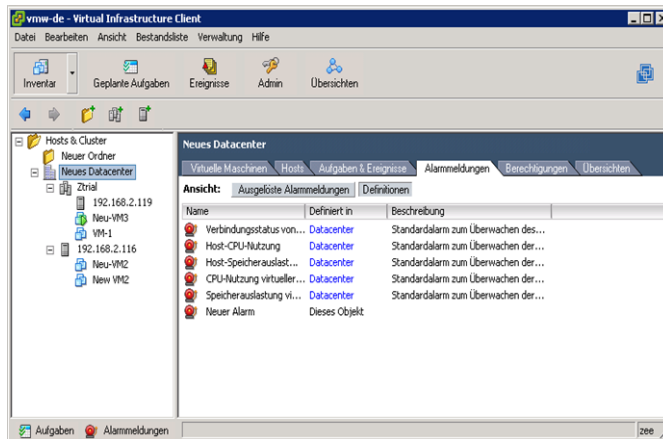 vmw-de - Virtual Infrastructure Client
Datei Bearbeiten Ansicht Bestandsliste Verwaltung Hilfe
Inventar Geplante Aufgaben Ereignisse Admin Übersichten
Hosts & Cluster
Neuer Ordner
Neues Datacenter
Ztrial
192.168.2.119
Neu-VM3
VM-1
192.168.2.116
Neu-VM2
New VM2
Neues Datacenter
Virtuelle Maschinen Hosts Aufgaben & Ereignisse Alarmmeldungen Berechtigungen Übersichten
Ansicht: Ausgelöste Alarmmeldungen Definitionen
Name Definiert in Beschreibung
Verbindungsstatus von... Datacenter Standardalarm zum Überwachen des...
Host-CPU-Nutzung Datacenter Standardalarm zum Überwachen der...
Host-Speicherauslast... Datacenter Standardalarm zum Überwachen der...
CPU-Nutzung virtueller... Datacenter Standardalarm zum Überwachen der...
Speicherauslastung vi... Datacenter Standardalarm zum Überwachen der...
Neuer Alarm Dieses Objekt
Aufgaben Alarmmeldungen zee